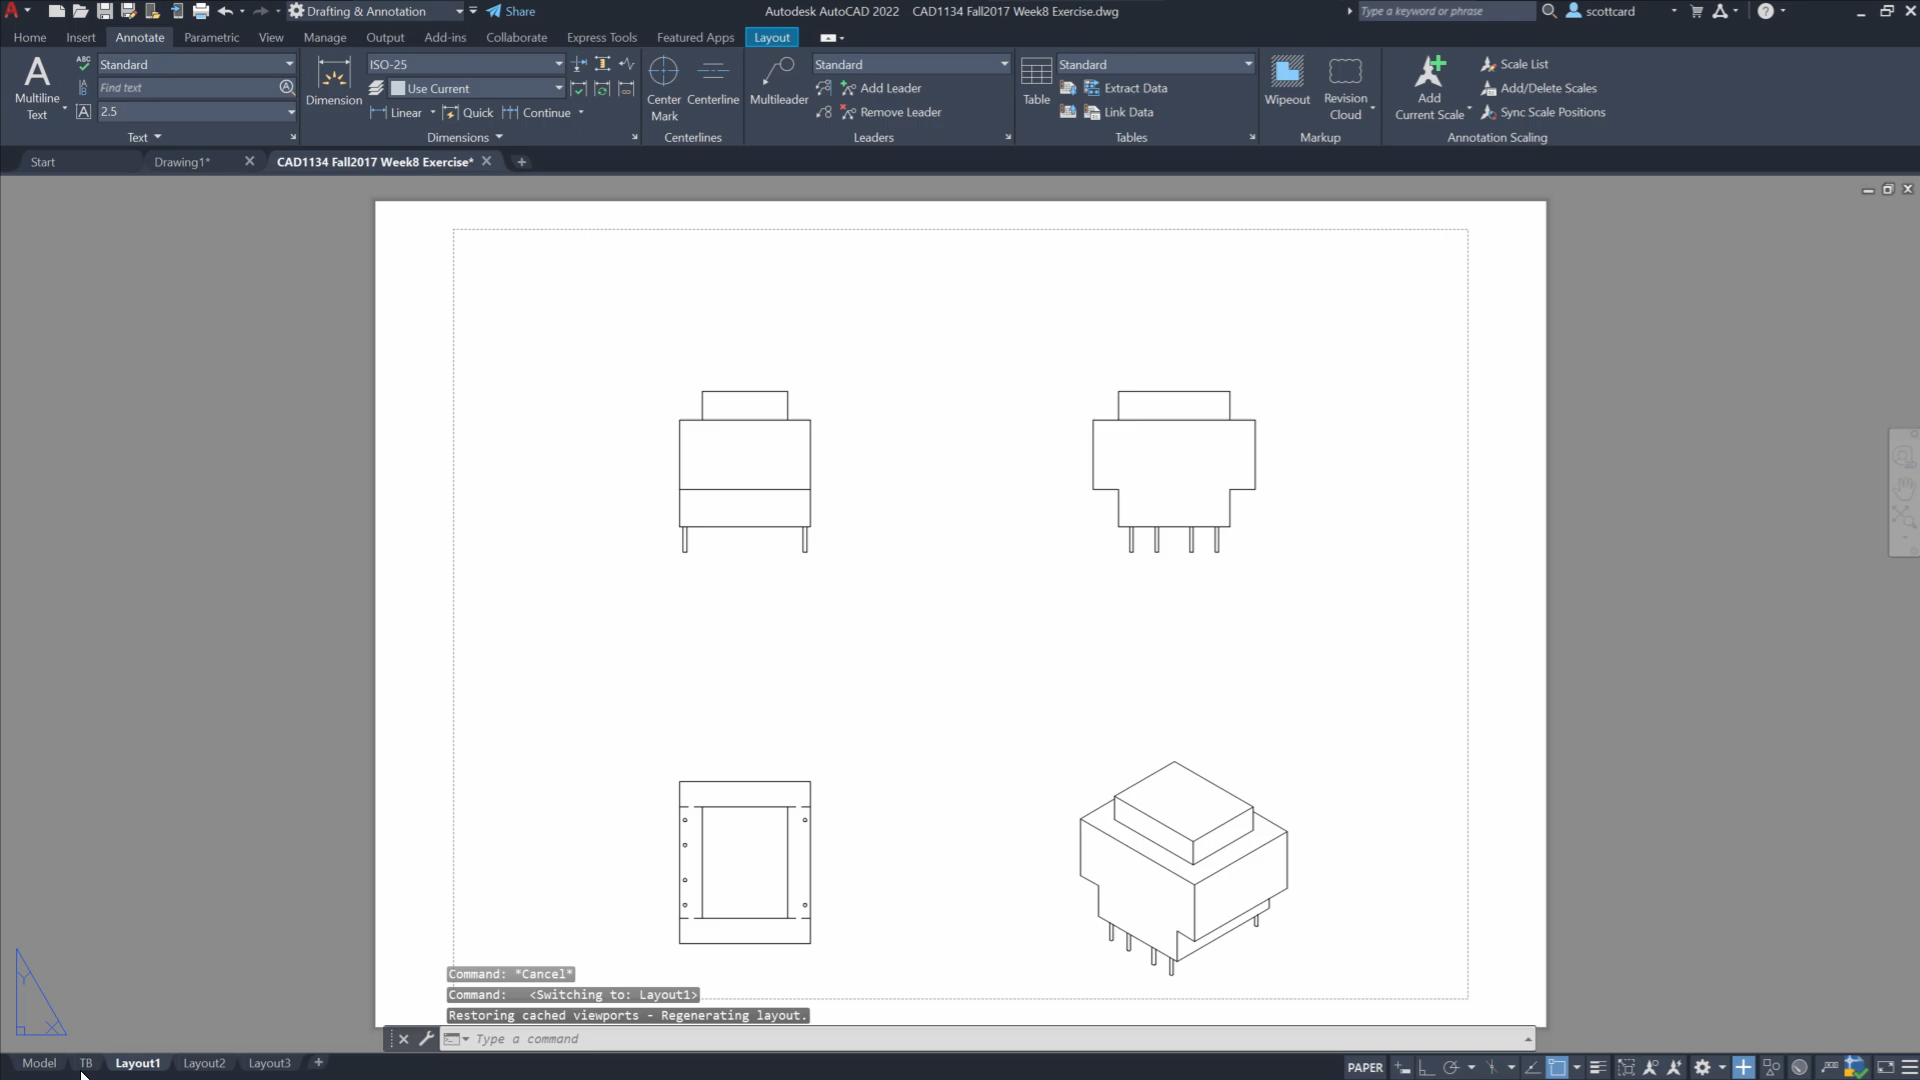 Drafting & Annotation Share Autodesk AutoCAD 2022 CAD1134 Fall2017 Week8 Exercise.dwg Type a keyword or phrase scottcard
Home Insert Annotate Parametric View Manage Output Add-ins Collaborate Express Tools Featured Apps Layout
Multiline Text
Standard
Find text
2.5
Text
Dimension
ISO-25
Use Current
Linear Quick Continue
Dimensions
Center Mark
Centerline
Centerlines
Multileader
Standard
Add Leader
Remove Leader
Leaders
Table
Standard
Extract Data
Link Data
Tables
Wipeout
Revision Cloud
Markup
Add Current Scale
Scale List
Add/Delete Scales
Sync Scale Positions
Annotation Scaling
Start Drawing1* CAD1134 Fall2017 Week8 Exercise*
Y
X
Command: *Cancel*
Command: <Switching to: Layout1>
Restoring cached viewports - Regenerating layout.
Type a command
Model TB Layout1 Layout2 Layout3 + PAPER